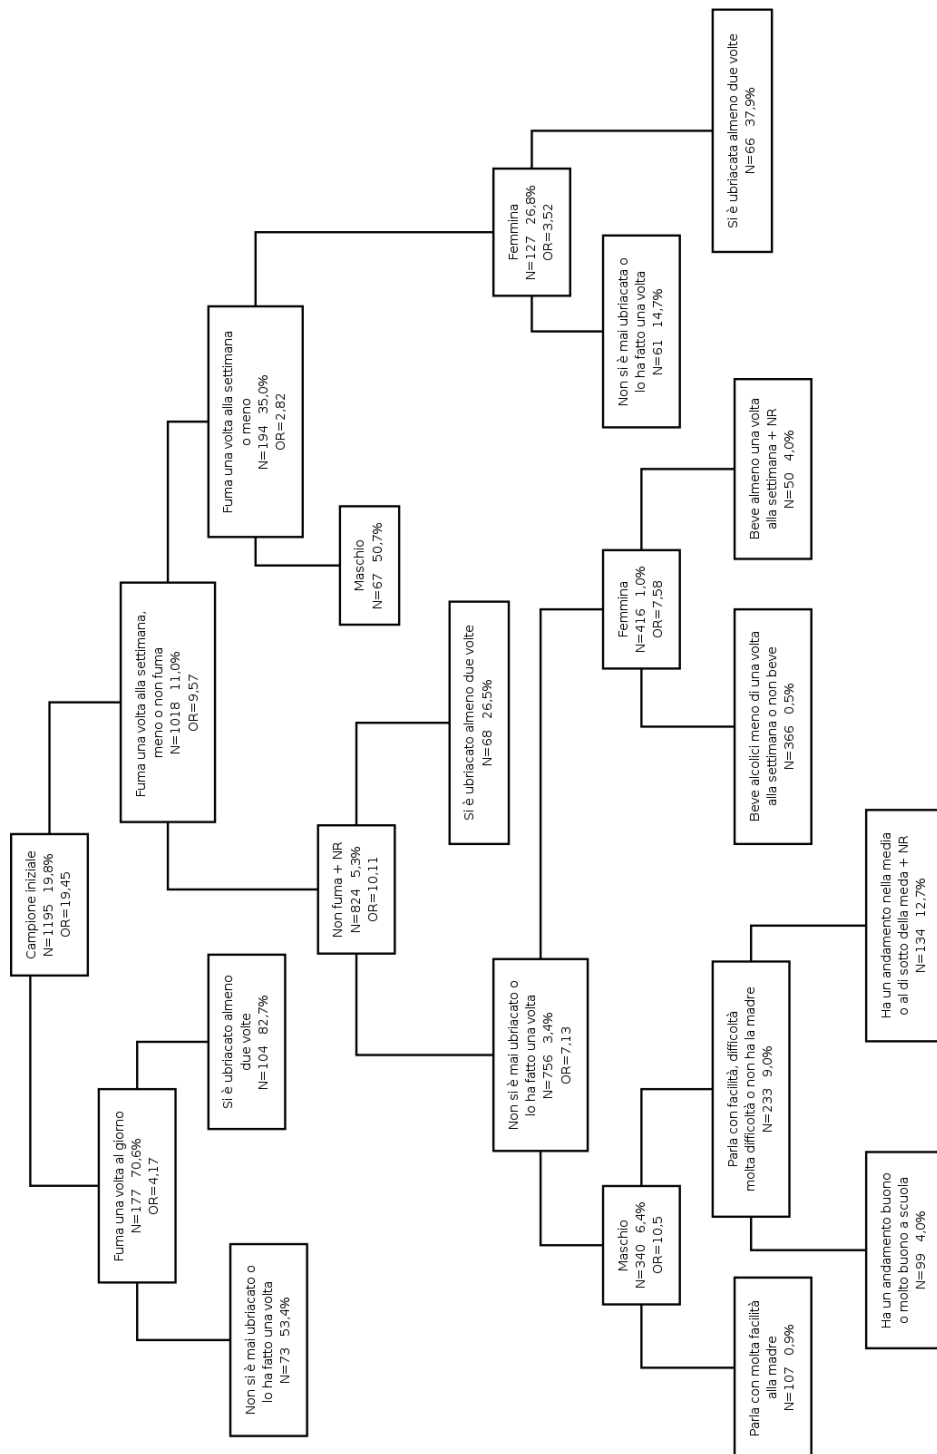 Campione iniziale
N=1195 19,8%
OR=19,45
Fuma una volta al giorno
N=177 70,6%
OR=4,17
Fuma una volta alla settimana,
meno o non fuma
N=1018 11,0%
OR=9,57
Non si è mai ubriacato o
lo ha fatto una volta
N=73 53,4%
Si è ubriacato almeno
due volte
N=104 82,7%
Non fuma + NR
N=824 5,3%
OR=10,11
Fuma una volta alla settimana
o meno
N=194 35,0%
OR=2,82
Maschio
N=67 50,7%
Femmina
N=127 26,8%
OR=3,52
Non si è mai ubriacato o
lo ha fatto una volta
N=756 3,4%
OR=7,13
Si è ubriacato almeno due volte
N=68 26,5%
Non si è mai ubriacata o
lo ha fatto una volta
N=61 14,7%
Si è ubriacata almeno due volte
N=66 37,9%
Maschio
N=340 6,4%
OR=10,5
Femmina
N=416 1,0%
OR=7,58
Parla con molta facilità
alla madre
N=107 0,9%
Parla con facilità, difficoltà
molta difficoltà o non ha la madre
N=233 9,0%
Beve alcolici meno di una volta
alla settimana o non beve
N=366 0,5%
Beve almeno una volta
alla settimana + NR
N=50 4,0%
Ha un andamento buono
o molto buono a scuola
N=99 4,0%
Ha un andamento nella media
o al di sotto della meda + NR
N=134 12,7%